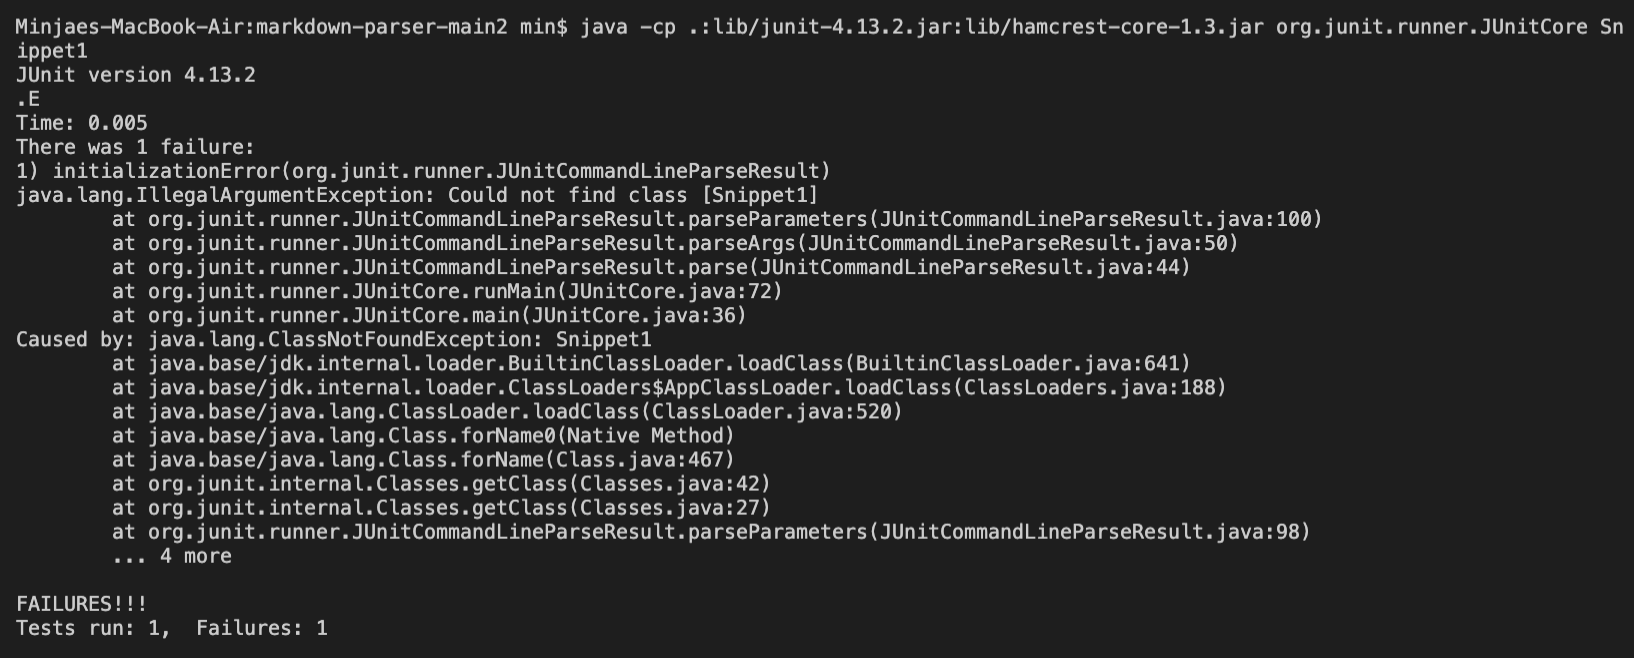 Minjaes-MacBook-Air:markdown-parser-main2 min$ java -cp .:lib/junit-4.13.2.jar:lib/hamcrest-core-1.3.jar org.junit.runner.JUnitCore Sn
ippet1
JUnit version 4.13.2
.E
Time: 0.005
There was 1 failure:
1) initializationError(org.junit.runner.JUnitCommandLineParseResult)
java.lang.IllegalArgumentException: Could not find class [Snippet1]
        at org.junit.runner.JUnitCommandLineParseResult.parseParameters(JUnitCommandLineParseResult.java:100)
        at org.junit.runner.JUnitCommandLineParseResult.parseArgs(JUnitCommandLineParseResult.java:50)
        at org.junit.runner.JUnitCommandLineParseResult.parse(JUnitCommandLineParseResult.java:44)
        at org.junit.runner.JUnitCore.runMain(JUnitCore.java:72)
        at org.junit.runner.JUnitCore.main(JUnitCore.java:36)
Caused by: java.lang.ClassNotFoundException: Snippet1
        at java.base/jdk.internal.loader.BuiltinClassLoader.loadClass(BuiltinClassLoader.java:641)
        at java.base/jdk.internal.loader.ClassLoaders$AppClassLoader.loadClass(ClassLoaders.java:188)
        at java.base/java.lang.ClassLoader.loadClass(ClassLoader.java:520)
        at java.base/java.lang.Class.forName0(Native Method)
        at java.base/java.lang.Class.forName(Class.java:467)
        at org.junit.internal.Classes.getClass(Classes.java:42)
        at org.junit.internal.Classes.getClass(Classes.java:27)
        at org.junit.runner.JUnitCommandLineParseResult.parseParameters(JUnitCommandLineParseResult.java:98)
        ... 4 more

FAILURES!!!
Tests run: 1,  Failures: 1